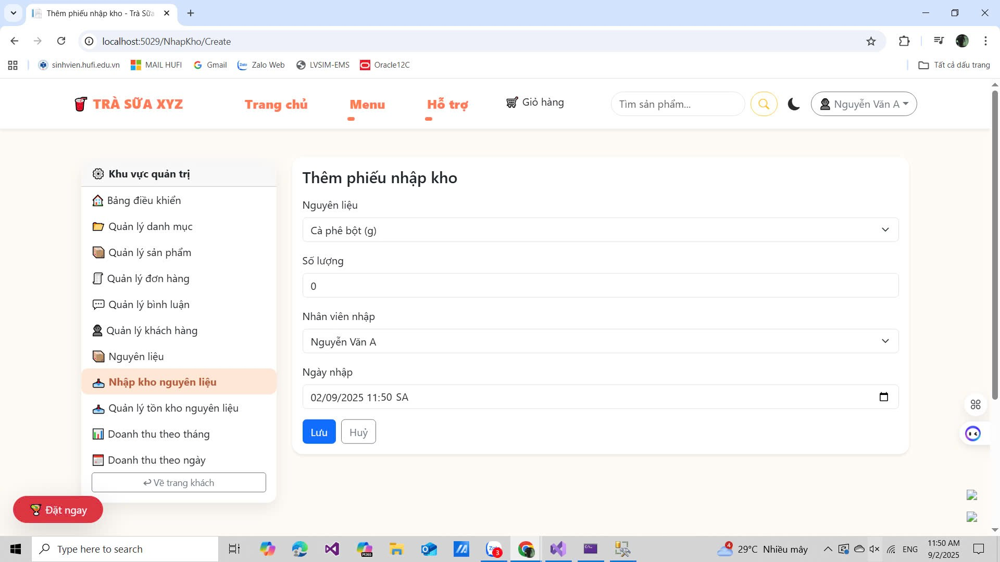 Thêm phiếu nhập kho - Trà Sữa
localhost:5029/NhapKho/Create
sinhvien.hufi.edu.vn
MAIL HUFI
Gmail
Zalo Web
LVSIM-EMS
Oracle12C
Tất cả dấu trang
TRÀ SỮA XYZ
Trang chủ
Menu
Hỗ trợ
Giỏ hàng
Tìm sản phẩm...
Nguyễn Văn A
Khu vực quản trị
Bảng điều khiển
Quản lý danh mục
Quản lý sản phẩm
Quản lý đơn hàng
Quản lý bình luận
Quản lý khách hàng
Nguyên liệu
Nhập kho nguyên liệu
Quản lý tồn kho nguyên liệu
Doanh thu theo tháng
Doanh thu theo ngày
Về trang khách
Đặt ngay
Thêm phiếu nhập kho
Nguyên liệu
Cà phê bột (g)
Số lượng
0
Nhân viên nhập
Nguyễn Văn A
Ngày nhập
02/09/2025 11:50 SA
Lưu
Huỷ
Type here to search
M365
3
4
29°C Nhiều mây
ENG
11:50 AM
9/2/2025